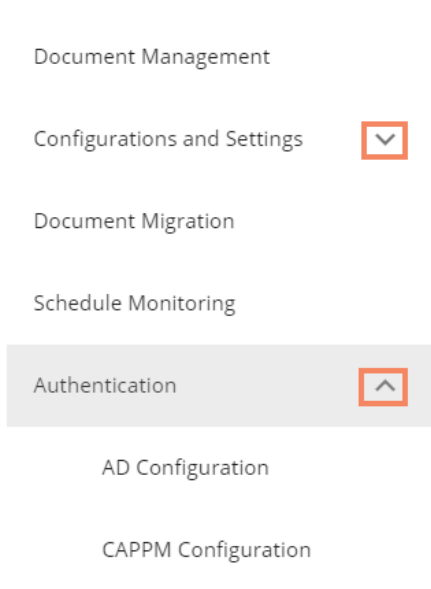 Document Management
Configurations and Settings
Document Migration
Schedule Monitoring
Authentication
AD Configuration
CAPPM Configuration